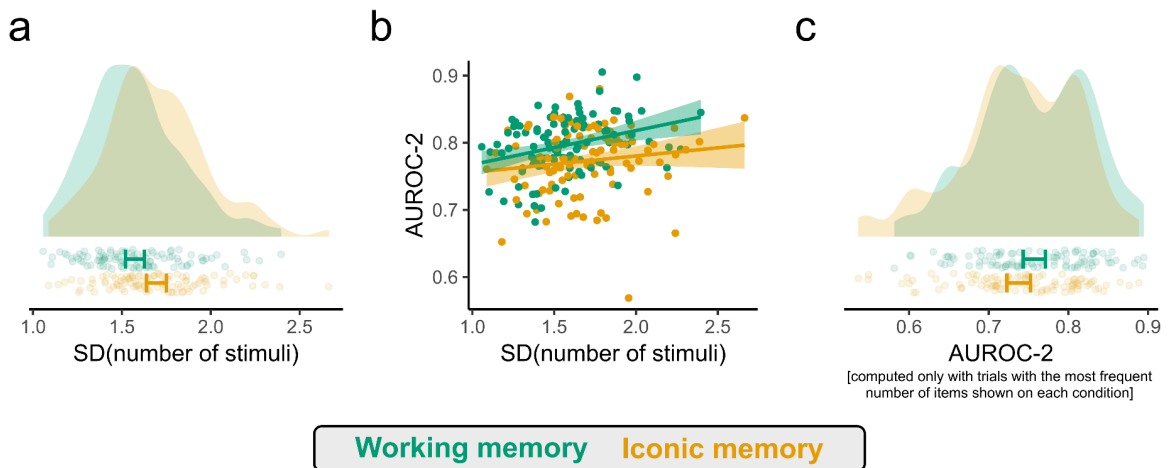 a
b
c
1.0
1.5
2.0
2.5
SD(number of stimuli)
AUROC-2
0.9
0.8
0.7
0.6
1.0
1.5
2.0
2.5
SD(number of stimuli)
0.6
0.7
0.8
0.9
AUROC-2
[computed only with trials with the most frequent
number of items shown on each condition]
Working memory Iconic memory